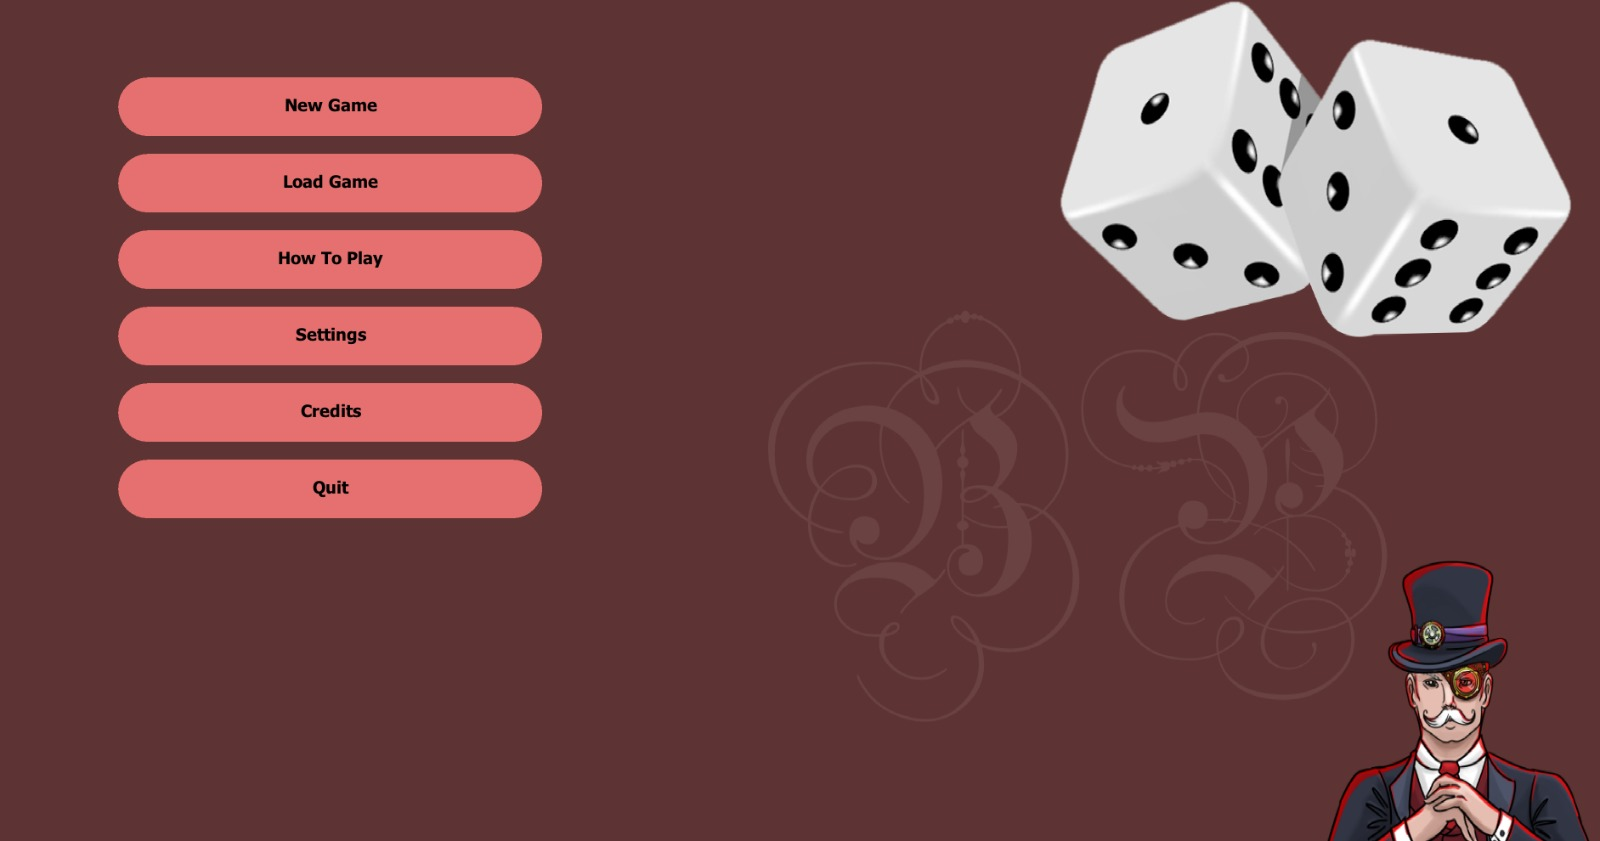 New Game
Load Game
How To Play
Settings
Credits
Quit